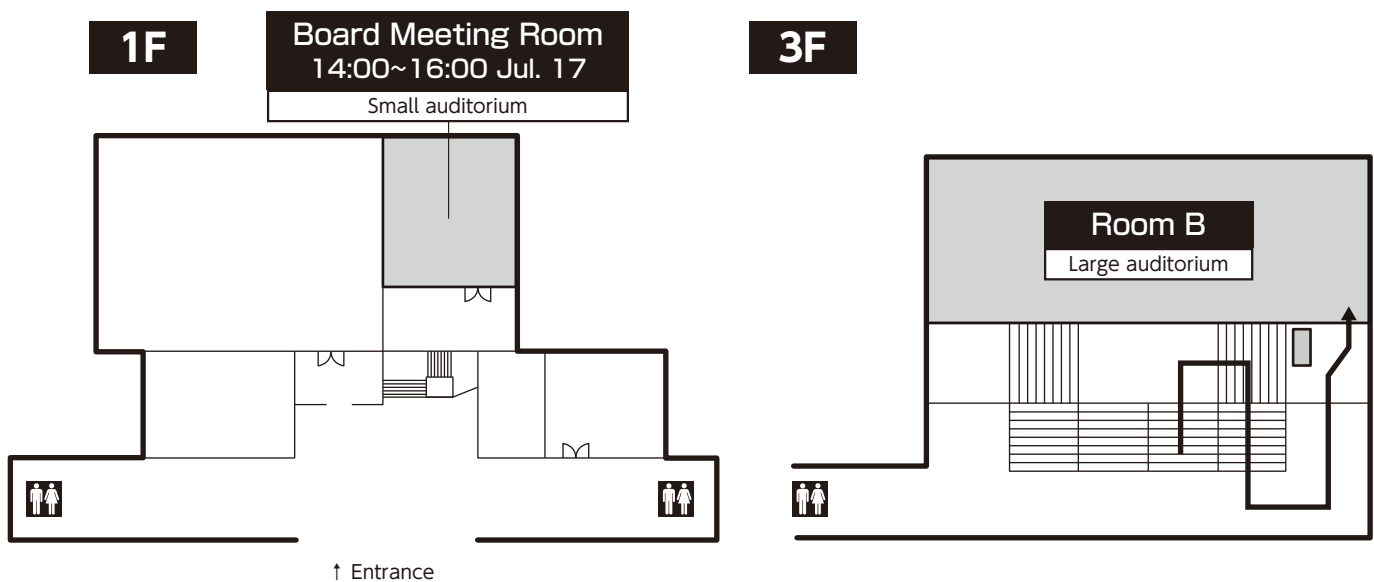 1F
Board Meeting Room
14:00~16:00 Jul. 17
Small auditorium
↑ Entrance
3F
Room B
Large auditorium